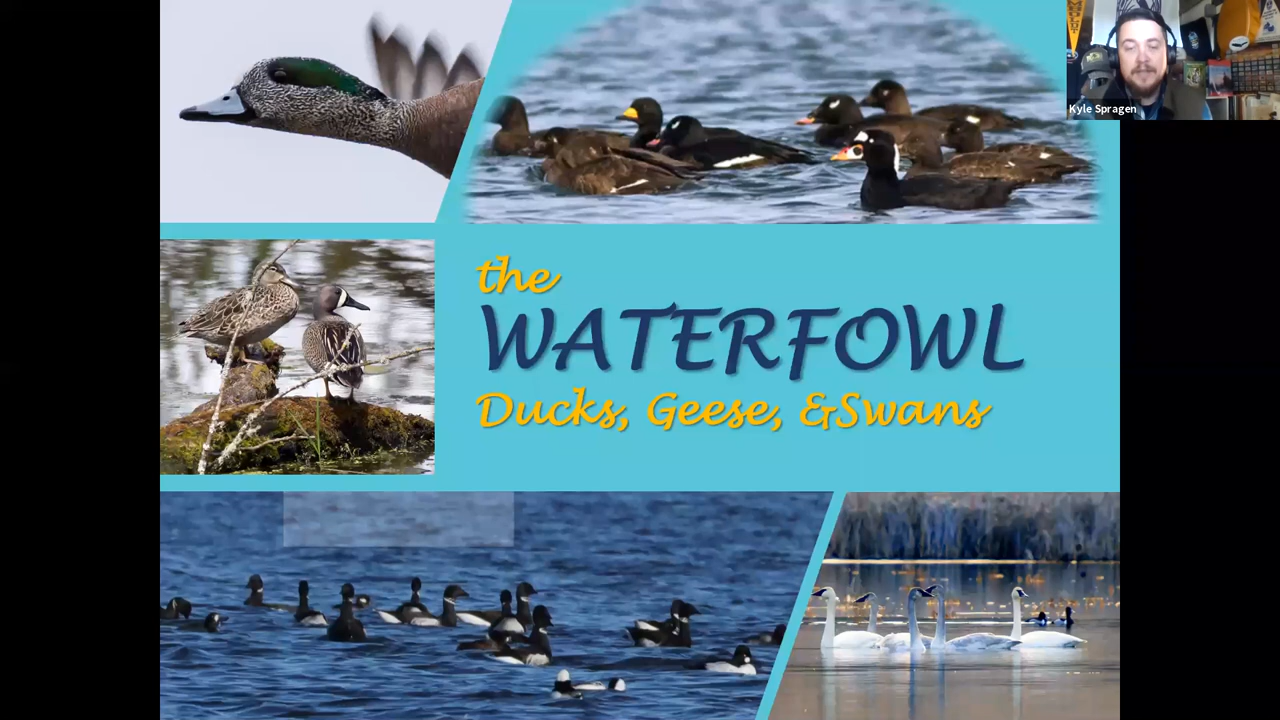 Kyle Spragen
the
WATERFOWL
Ducks, Geese, &Swans